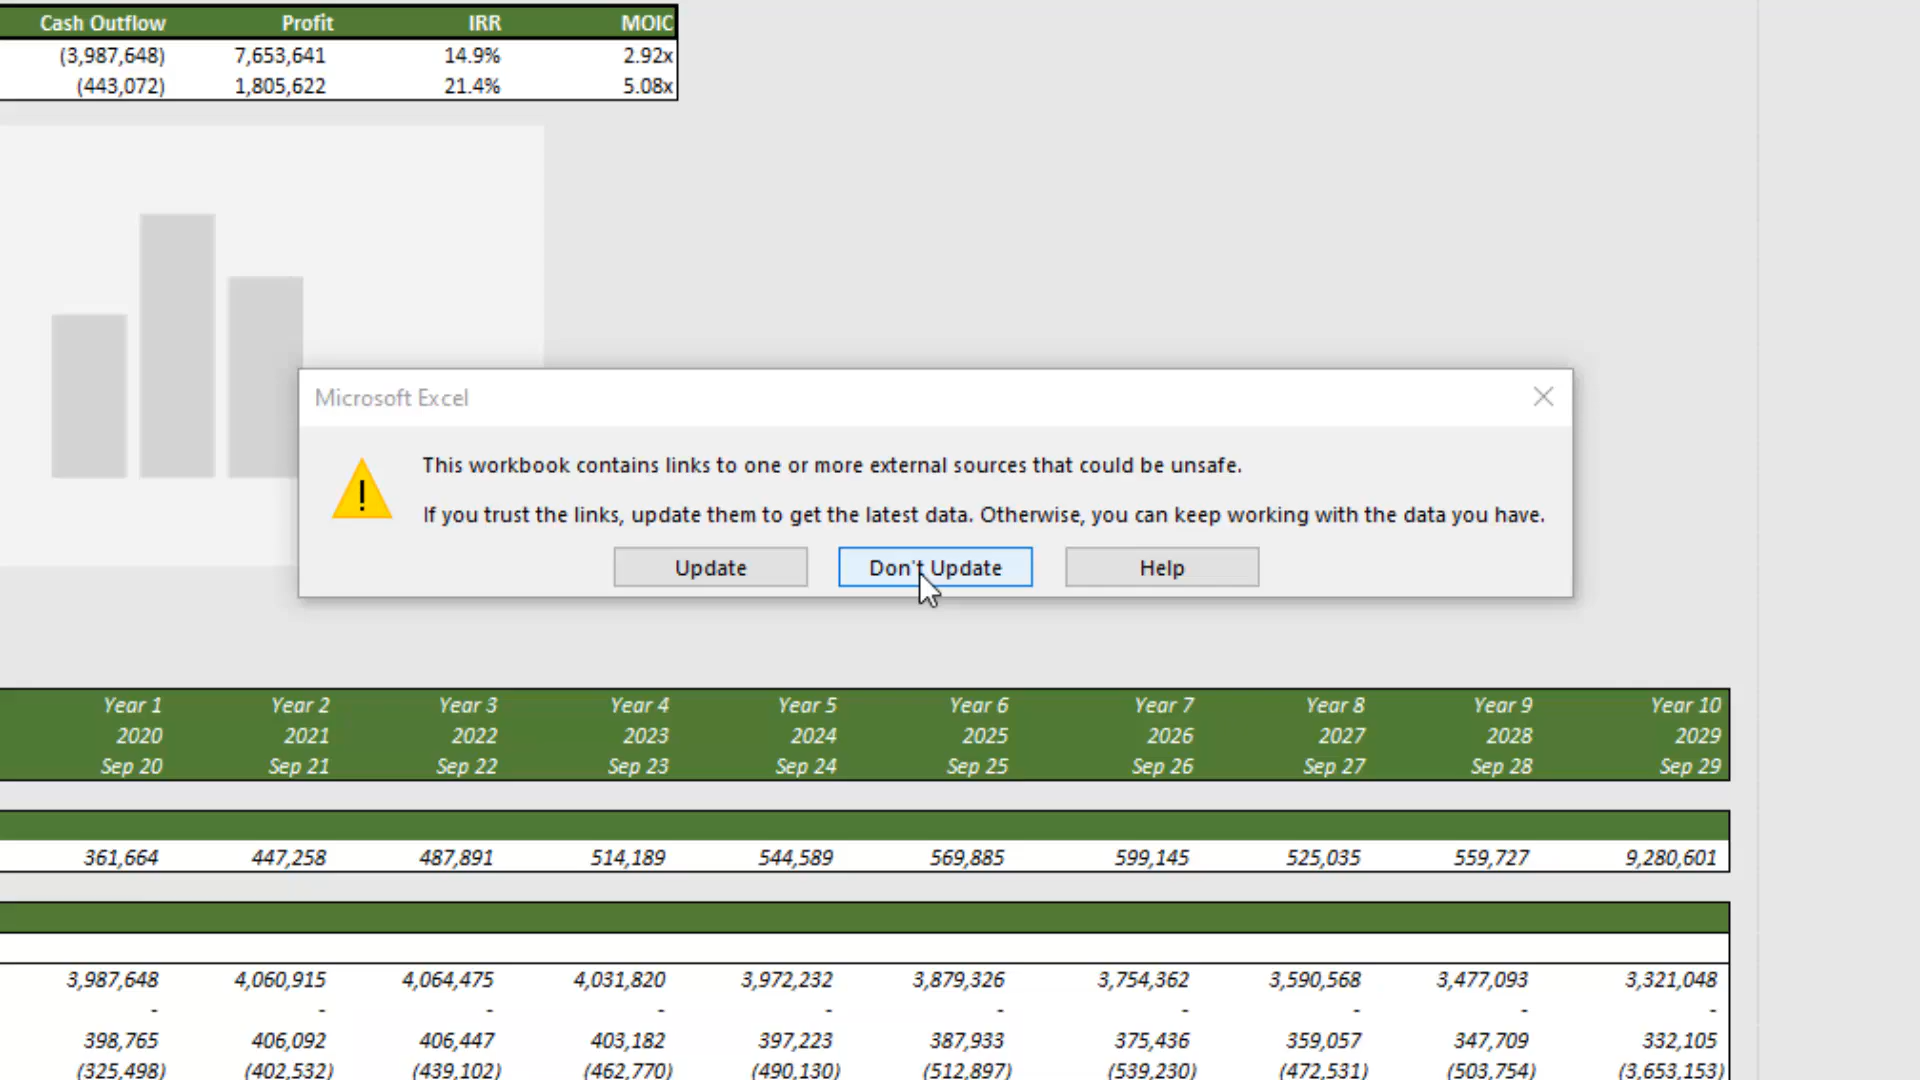 Cash Outflow Profit IRR MOIC
(3,987,648) 7,653,641 14.9% 2.92x
(443,072) 1,805,622 21.4% 5.08x
Microsoft Excel
This workbook contains links to one or more external sources that could be unsafe.
If you trust the links, update them to get the latest data. Otherwise, you can keep working with the data you have.
Update Don't Update Help
Year 1 Year 2 Year 3 Year 4 Year 5 Year 6 Year 7 Year 8 Year 9 Year 10
2020 2021 2022 2023 2024 2025 2026 2027 2028 2029
Sep 20 Sep 21 Sep 22 Sep 23 Sep 24 Sep 25 Sep 26 Sep 27 Sep 28 Sep 29
361,664 447,258 487,891 514,189 544,589 569,885 599,145 525,035 559,727 9,280,601
3,987,648 4,060,915 4,064,475 4,031,820 3,972,232 3,879,326 3,754,362 3,590,568 3,477,093 3,321,048
- - - - - - - - - -
398,765 406,092 406,447 403,182 397,223 387,933 375,436 359,057 347,709 332,105
(325,498) (402,532) (439,102) (462,770) (490,130) (512,897) (539,230) (472,531) (503,754) (3,653,153)